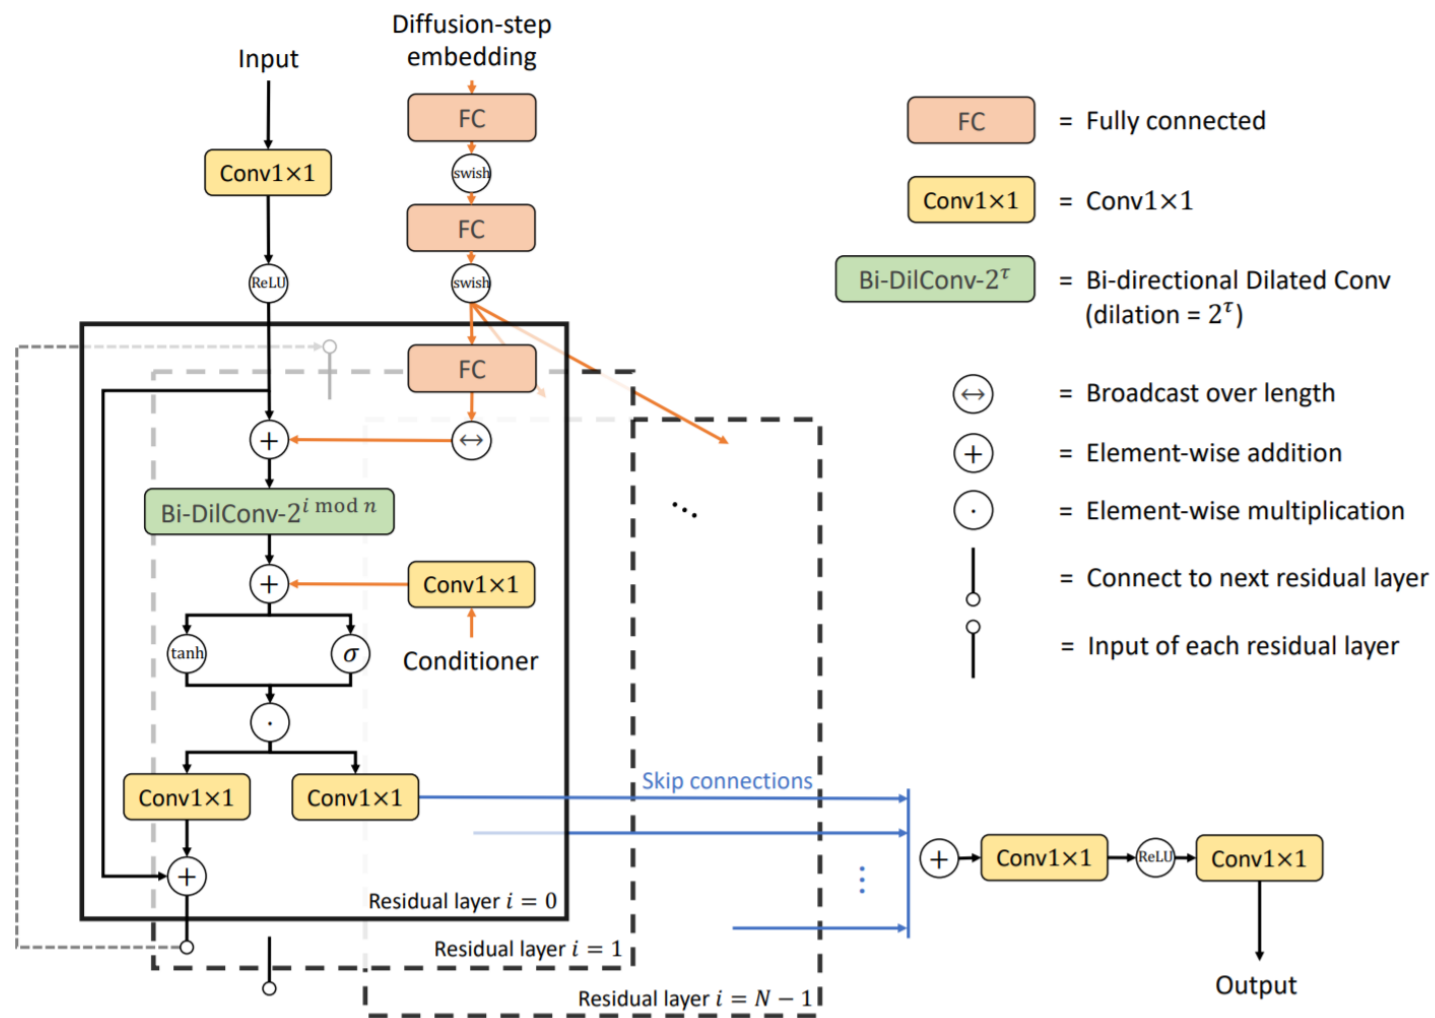 Diffusion-step
embedding
Input
FC
Conv1×1
swish
FC
ReLU
swish
FC
+
↔
Bi-DilConv-2^{i mod n}
+
Conv1×1
tanh
σ
Conditioner
·
Conv1×1
Conv1×1
Skip connections
+
Residual layer i = 0
Residual layer i = 1
Residual layer i = N − 1
...
⋮
+
Conv1×1
ReLU
Conv1×1
Output
FC = Fully connected
Conv1×1 = Conv1×1
Bi-DilConv-2^τ = Bi-directional Dilated Conv
(dilation = 2^τ)
↔ = Broadcast over length
+ = Element-wise addition
· = Element-wise multiplication
= Connect to next residual layer
= Input of each residual layer